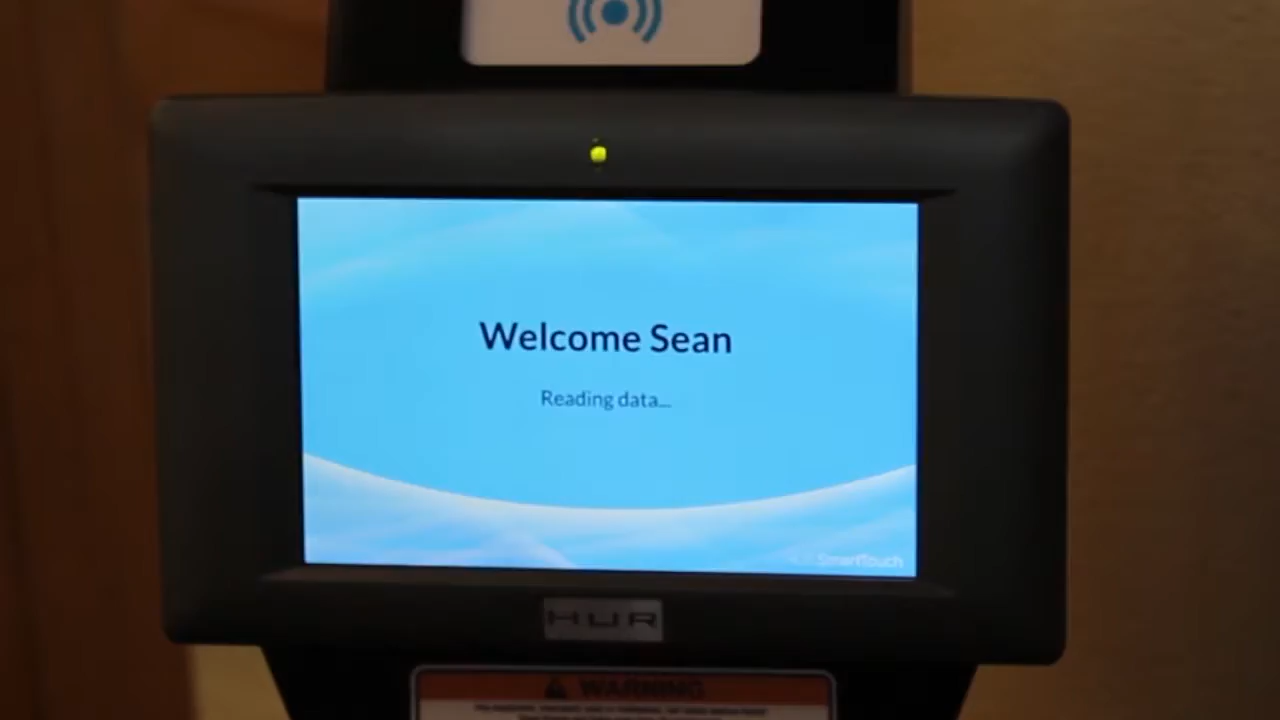 Welcome Sean
Reading data...
SmartTouch
HUR
WARNING